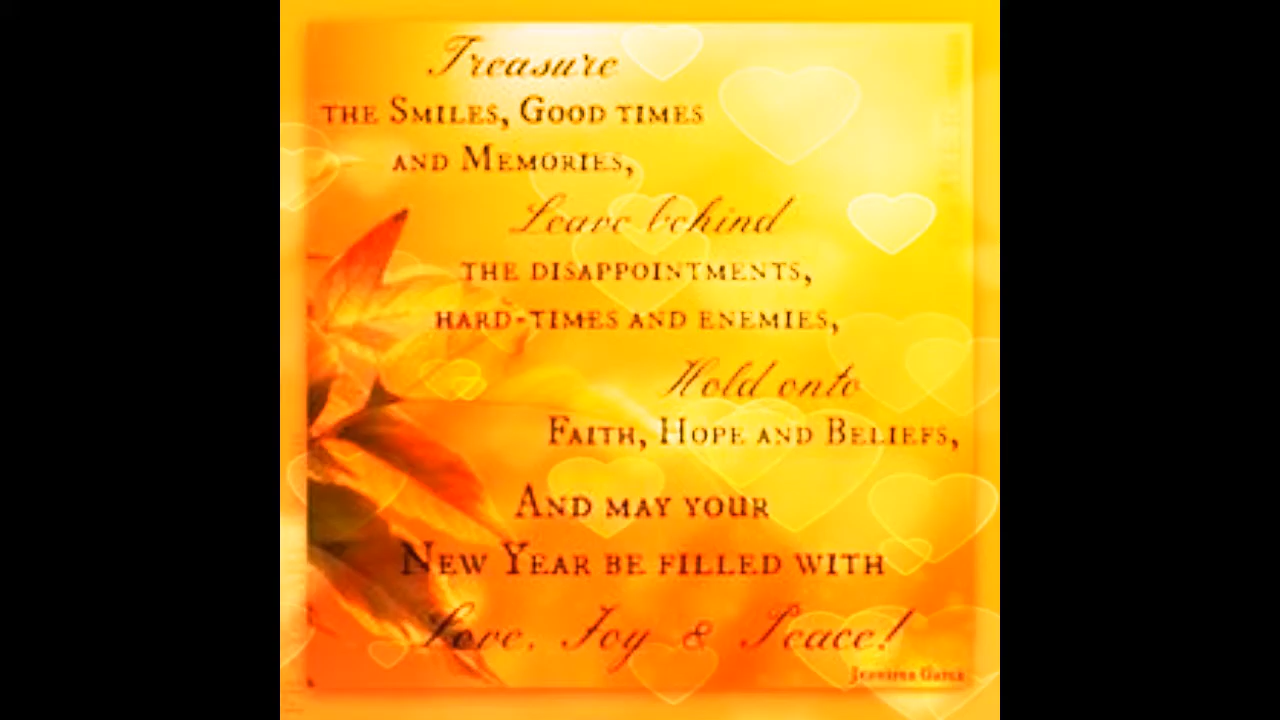 Treasure
the Smiles, Good times
and Memories,
Leave behind
the disappointments,
hard-times and enemies,
Hold onto
Faith, Hope and Beliefs,
And may your
New Year be filled with
Love, Joy & Peace!